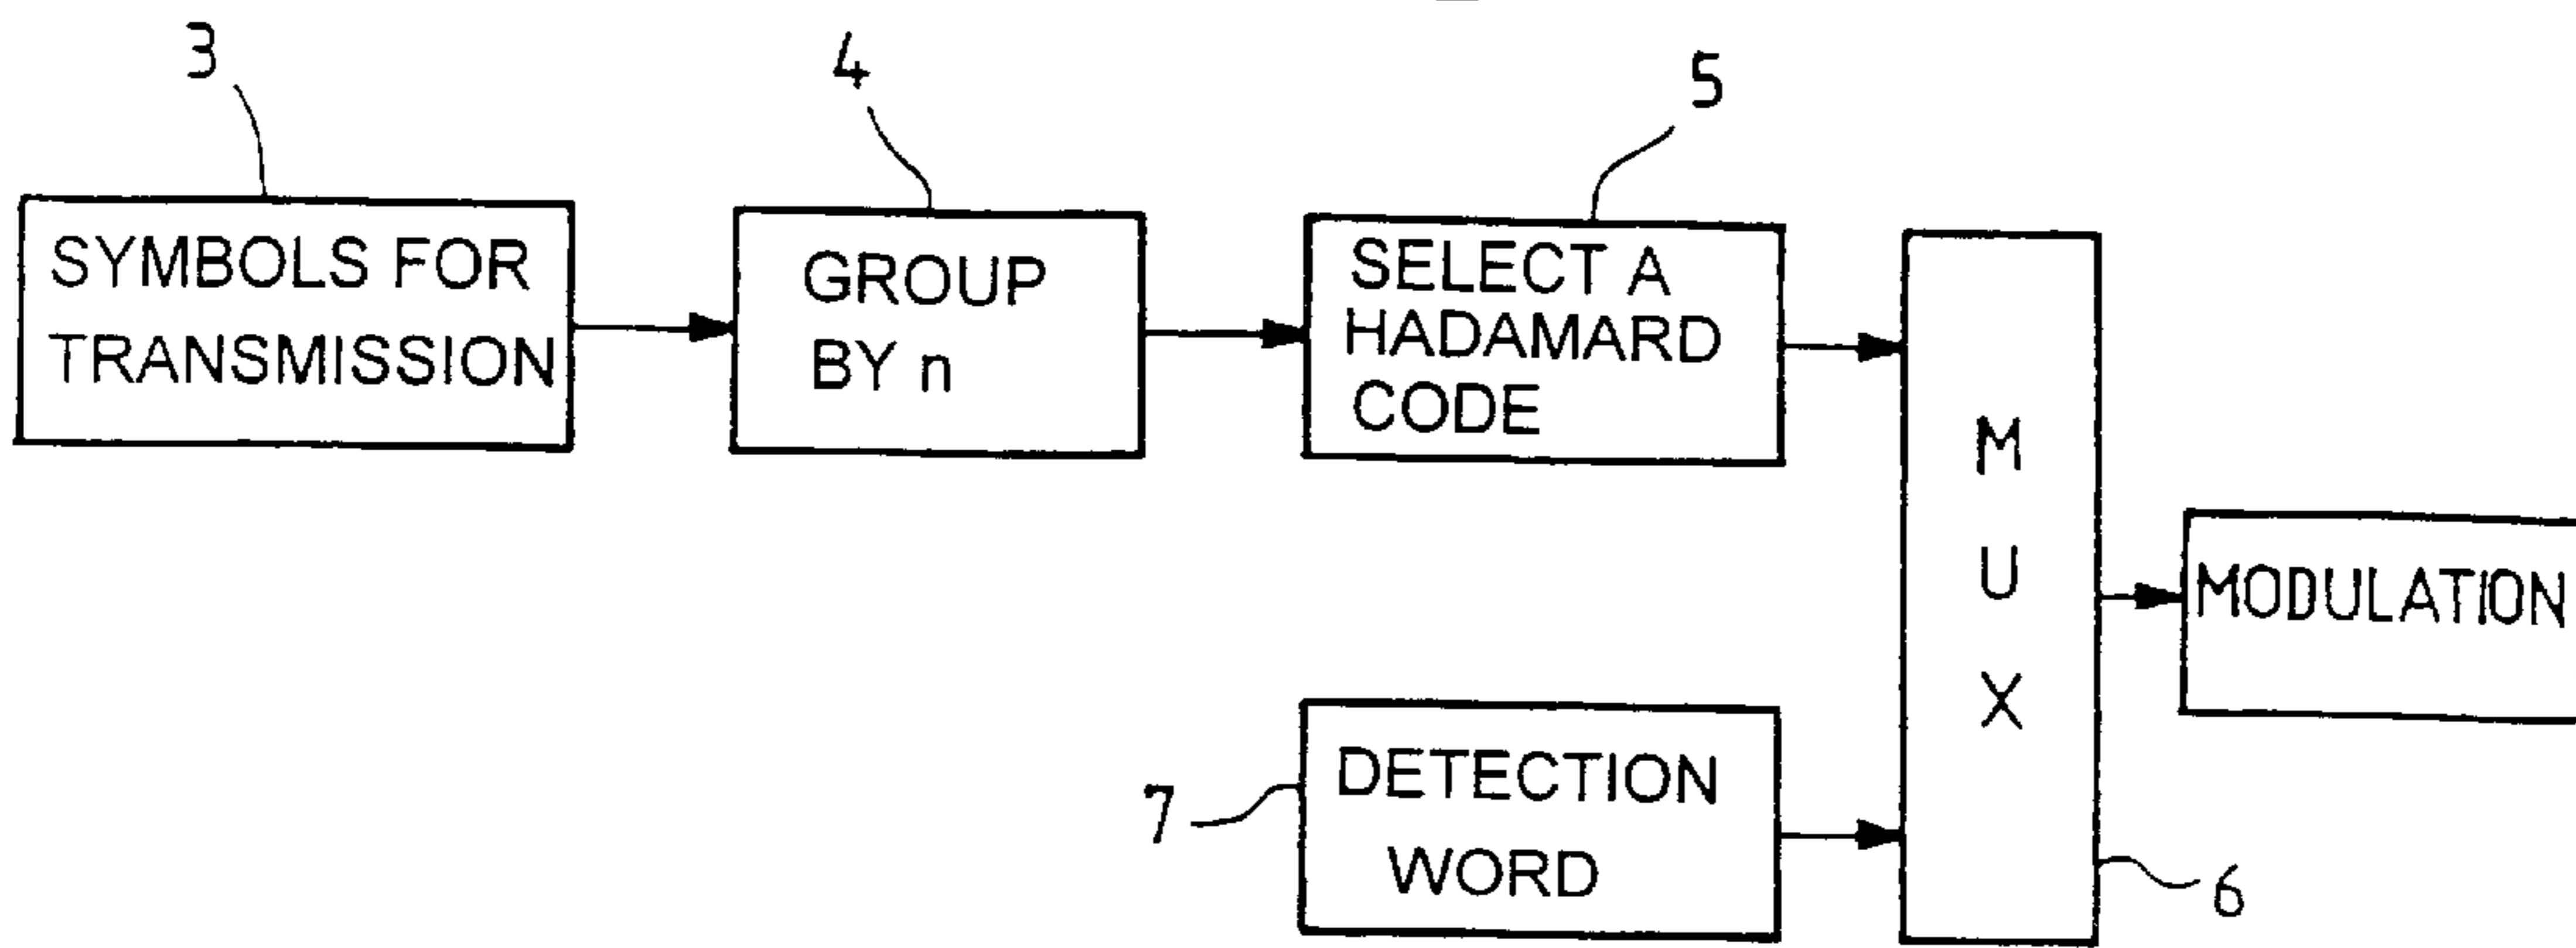 3
4
5
SYMBOLS FOR
TRANSMISSION
GROUP
BY n
SELECT A
HADAMARD
CODE
M
U
X
MODULATION
7
DETECTION
WORD
6